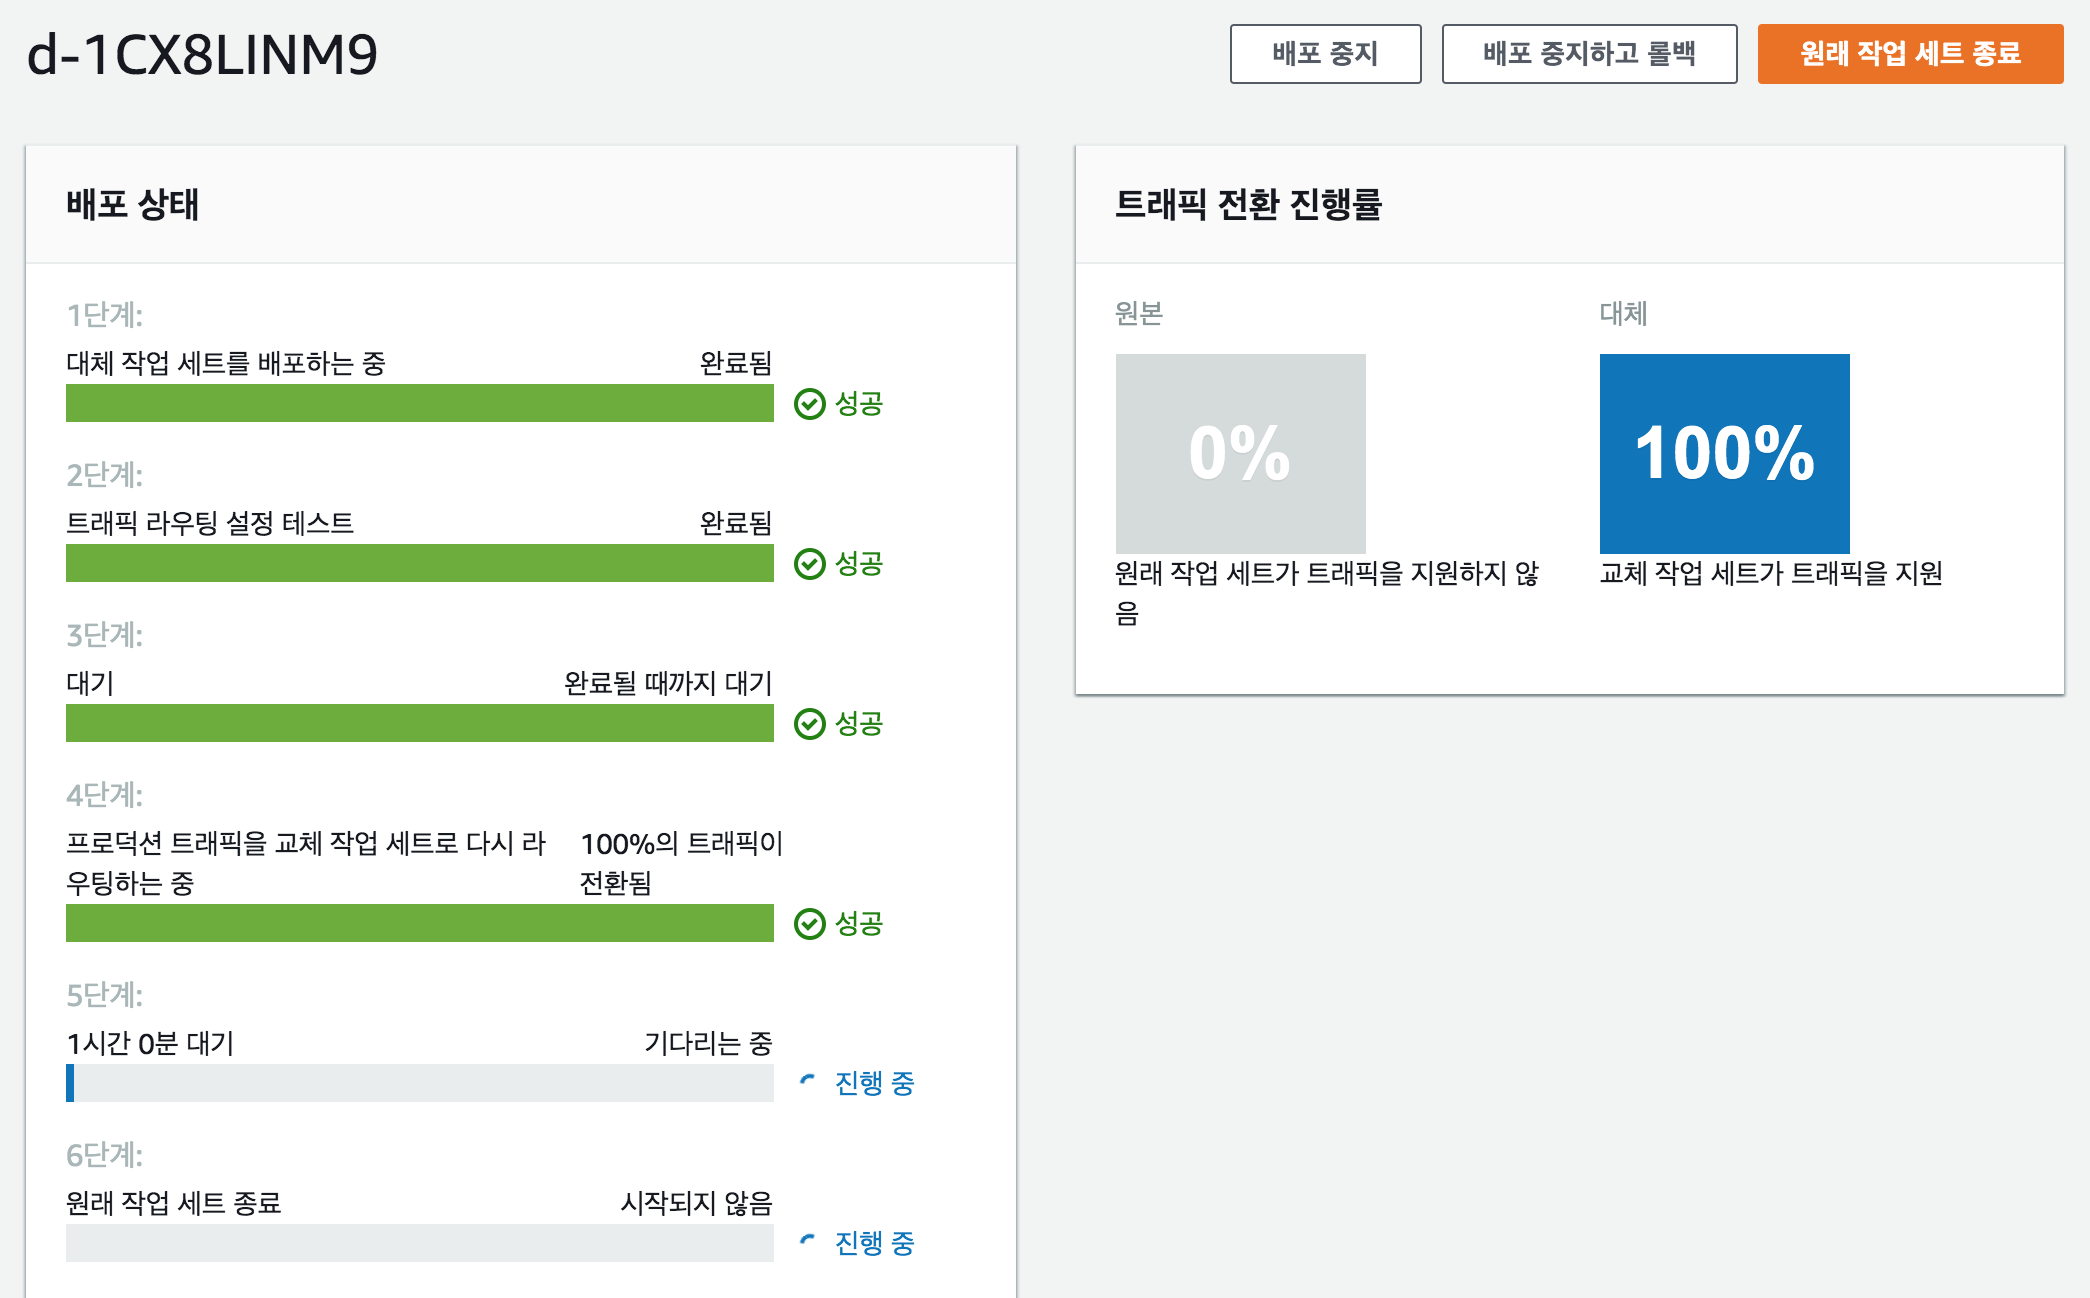 d-1CX8LINM9
배포 중지
배포 중지하고 롤백
원래 작업 세트 종료
배포 상태
1단계:
대체 작업 세트를 배포하는 중
완료됨
성공
2단계:
트래픽 라우팅 설정 테스트
완료됨
성공
3단계:
대기
완료될 때까지 대기
성공
4단계:
프로덕션 트래픽을 교체 작업 세트로 다시 라
우팅하는 중
100%의 트래픽이
전환됨
성공
5단계:
1시간 0분 대기
기다리는 중
진행 중
6단계:
원래 작업 세트 종료
시작되지 않음
진행 중
트래픽 전환 진행률
원본
0%
원래 작업 세트가 트래픽을 지원하지 않
음
대체
100%
교체 작업 세트가 트래픽을 지원